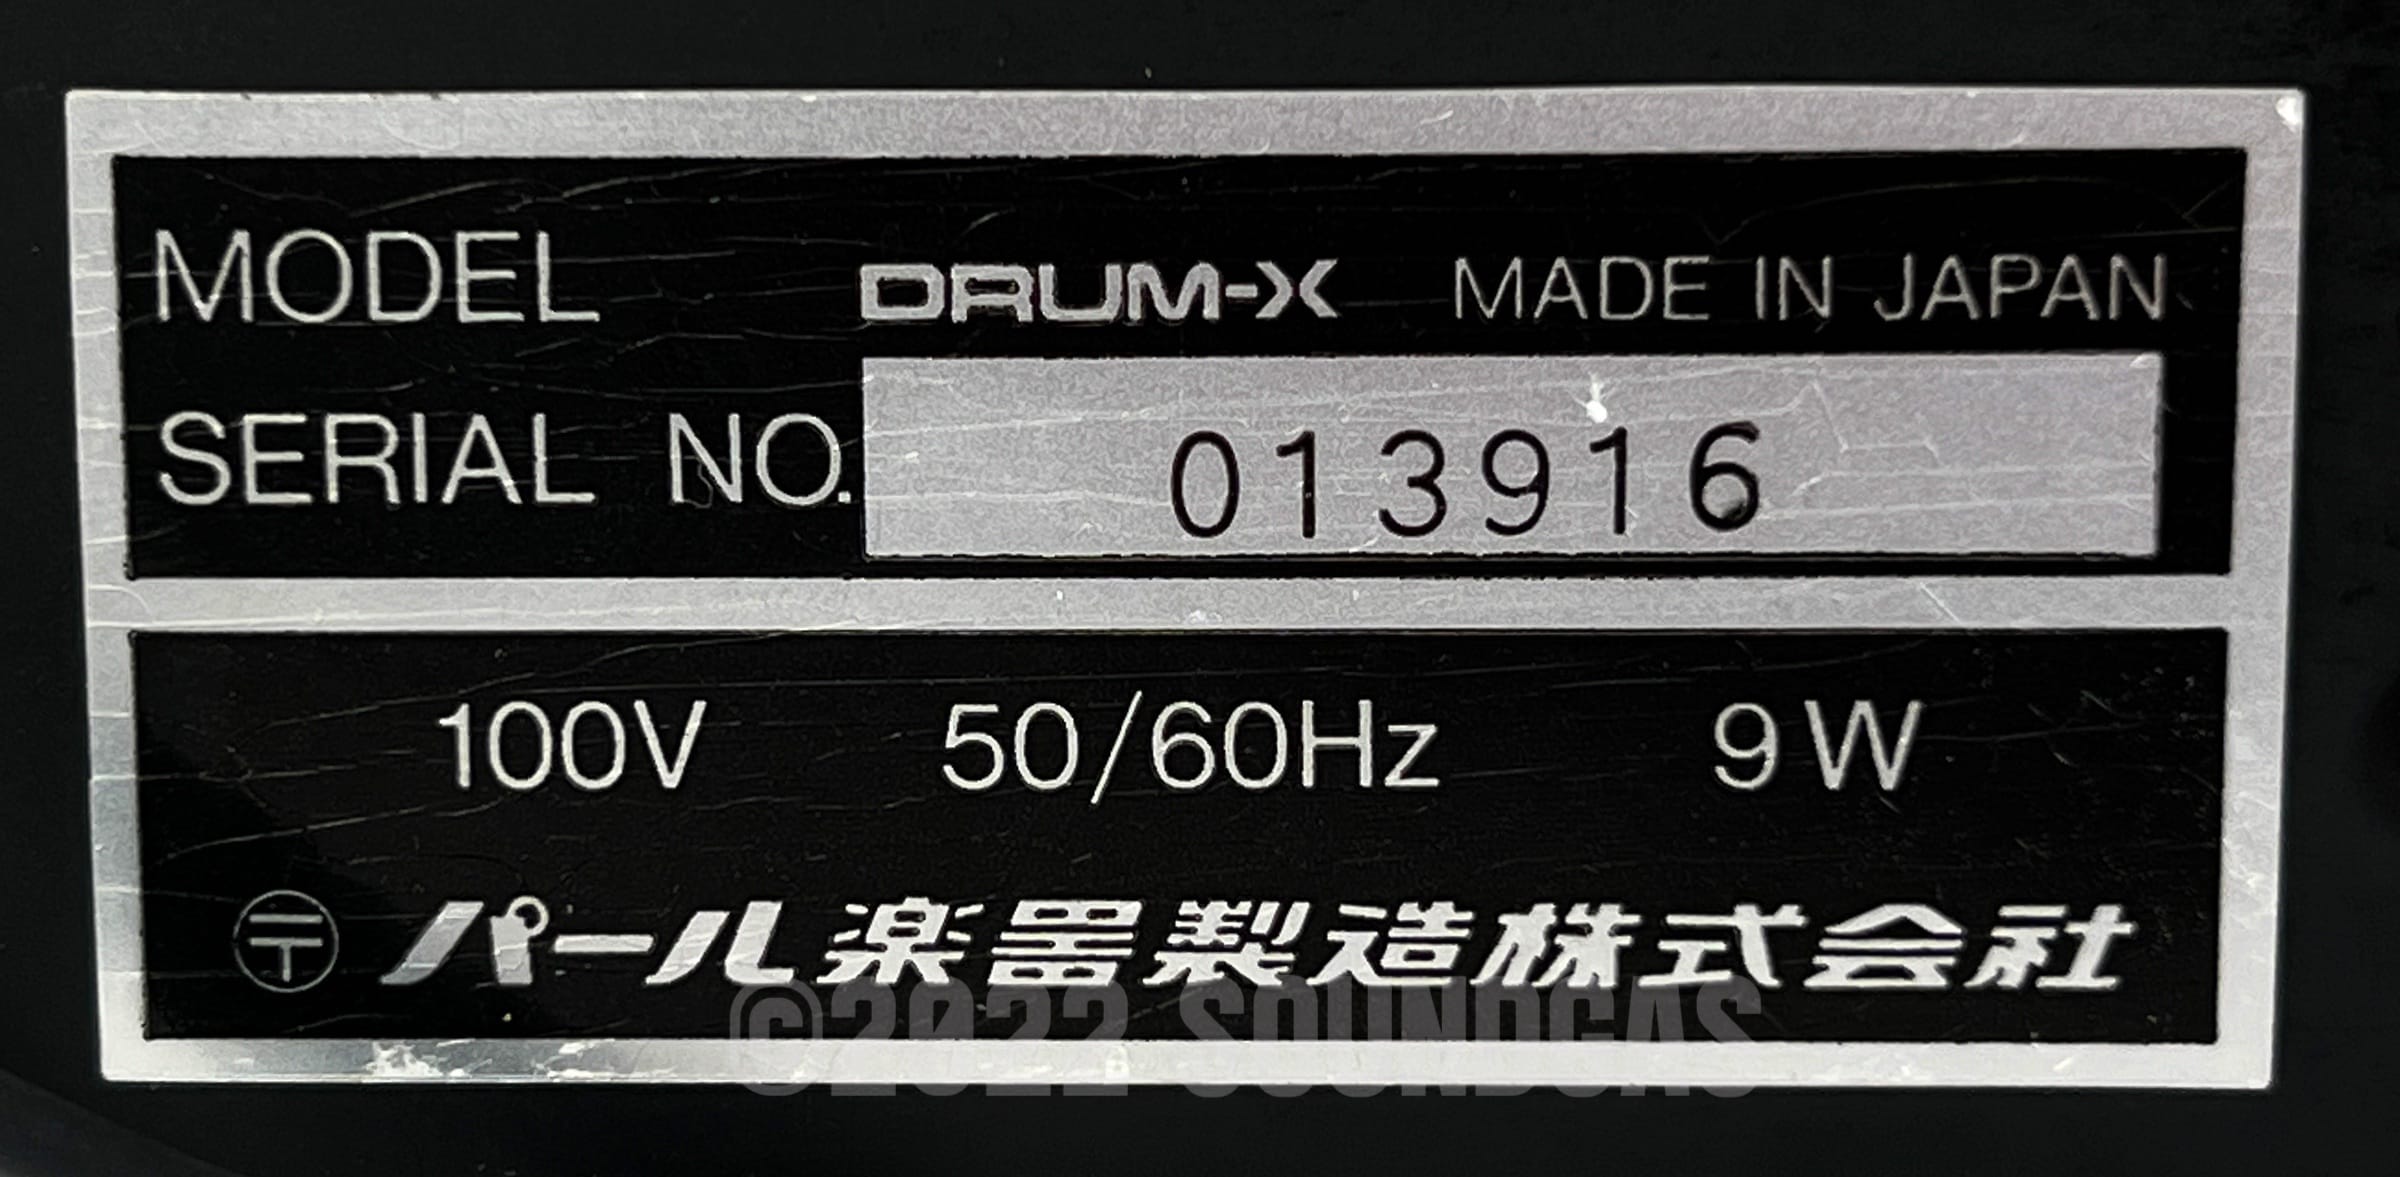 MODEL DRUM-X MADE IN JAPAN
SERIAL NO. 013916
100V 50/60Hz 9W
〶 パール楽器製造株式会社
©2022 SOUNDGAS